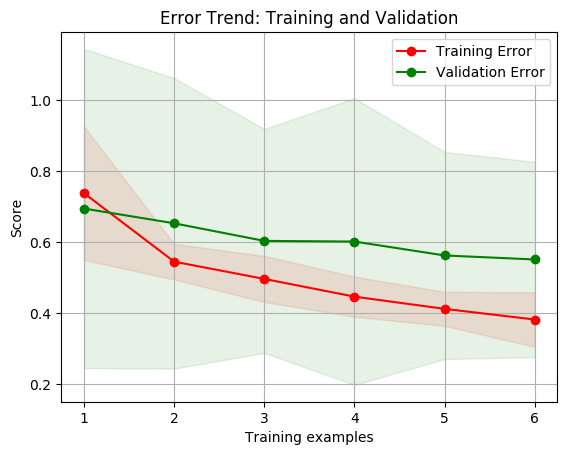 Error Trend: Training and Validation
Training Error
Validation Error
1.0
0.8
0.6
0.4
0.2
Score
1 2 3 4 5 6
Training examples